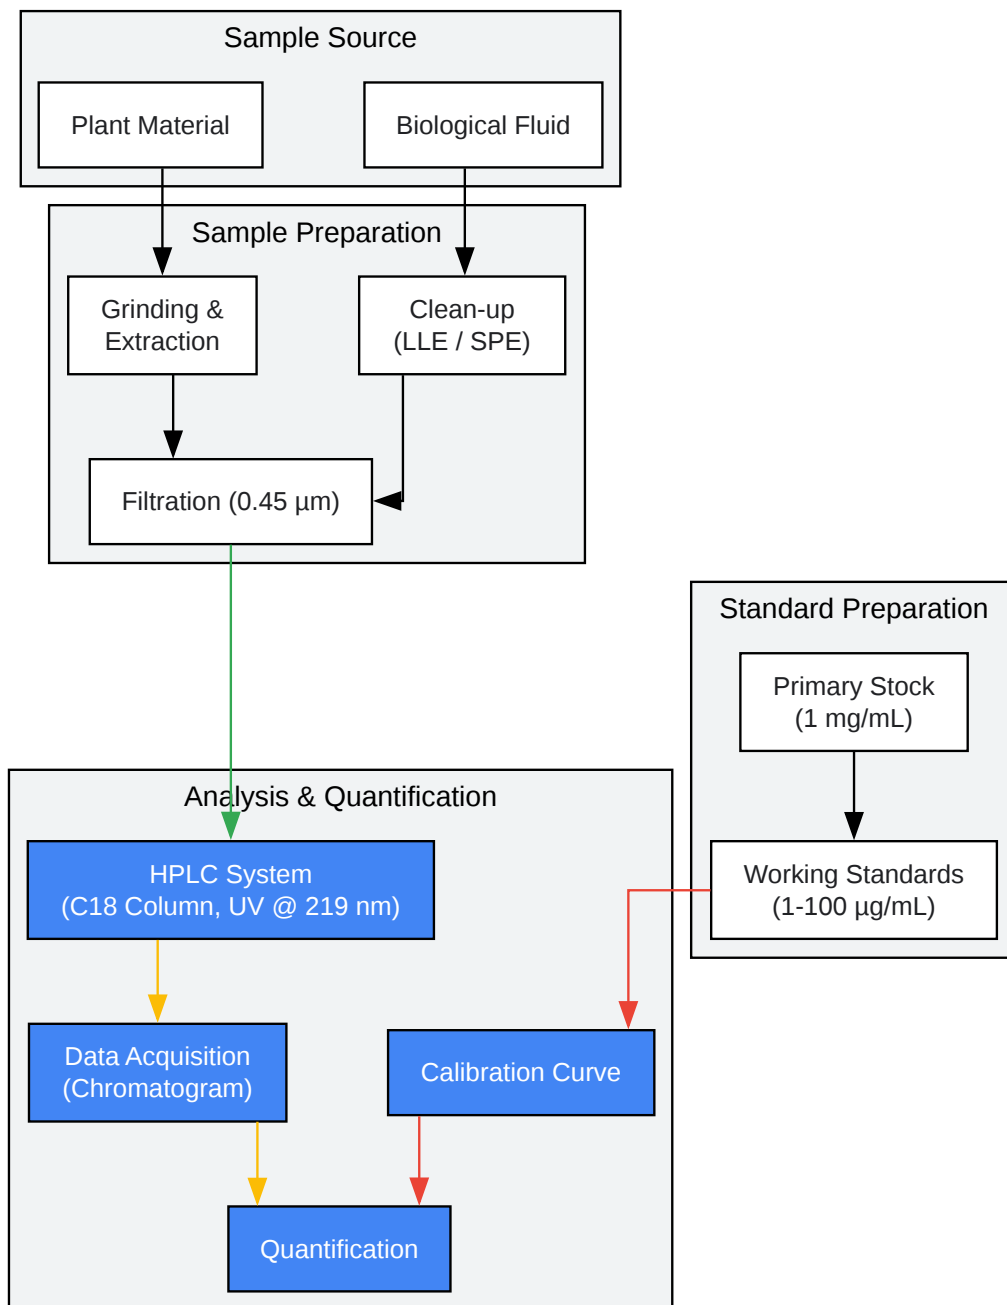 Sample Source
Plant Material
Biological Fluid
Sample Preparation
Grinding &
Extraction
Clean-up
(LLE / SPE)
Filtration (0.45 µm)
Standard Preparation
Primary Stock
(1 mg/mL)
Working Standards
(1-100 µg/mL)
Analysis & Quantification
HPLC System
(C18 Column, UV @ 219 nm)
Data Acquisition
(Chromatogram)
Calibration Curve
Quantification